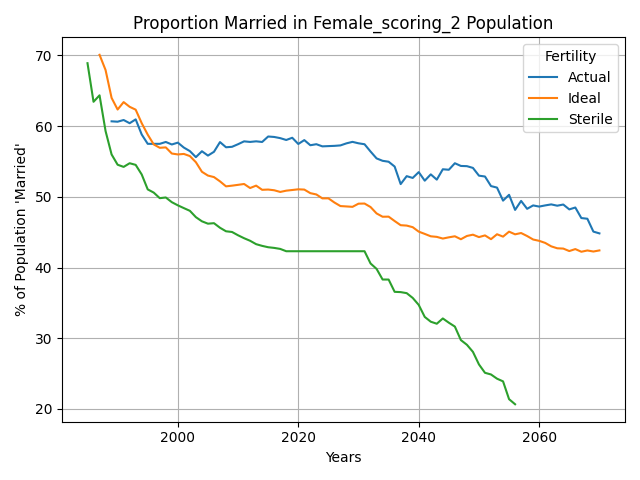 Proportion Married in Female_scoring_2 Population
% of Population 'Married'
70
60
50
40
30
20
Fertility
Actual
Ideal
Sterile
2000 2020 2040 2060
Years